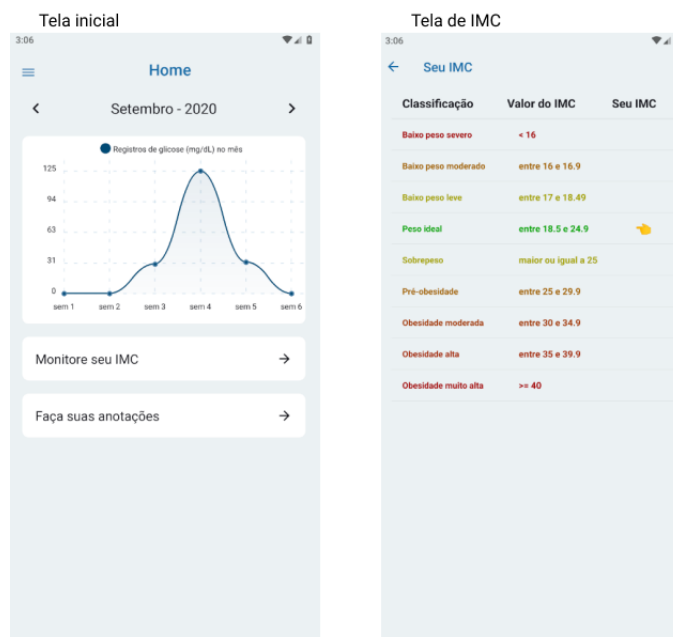 Tela inicial
3:06
Home
Setembro - 2020
Registros de glicose (mg/dL) no mês
125
94
63
31
0
sem 1 sem 2 sem 3 sem 4 sem 5 sem 6
Monitore seu IMC
Faça suas anotações
Tela de IMC
3:06
Seu IMC
Classificação Valor do IMC Seu IMC
Baixo peso severo < 16
Baixo peso moderado entre 16 e 16.9
Baixo peso leve entre 17 e 18.49
Peso ideal entre 18.5 e 24.9
Sobrepeso maior ou igual a 25
Pré-obesidade entre 25 e 29.9
Obesidade moderada entre 30 e 34.9
Obesidade alta entre 35 e 39.9
Obesidade muito alta >= 40